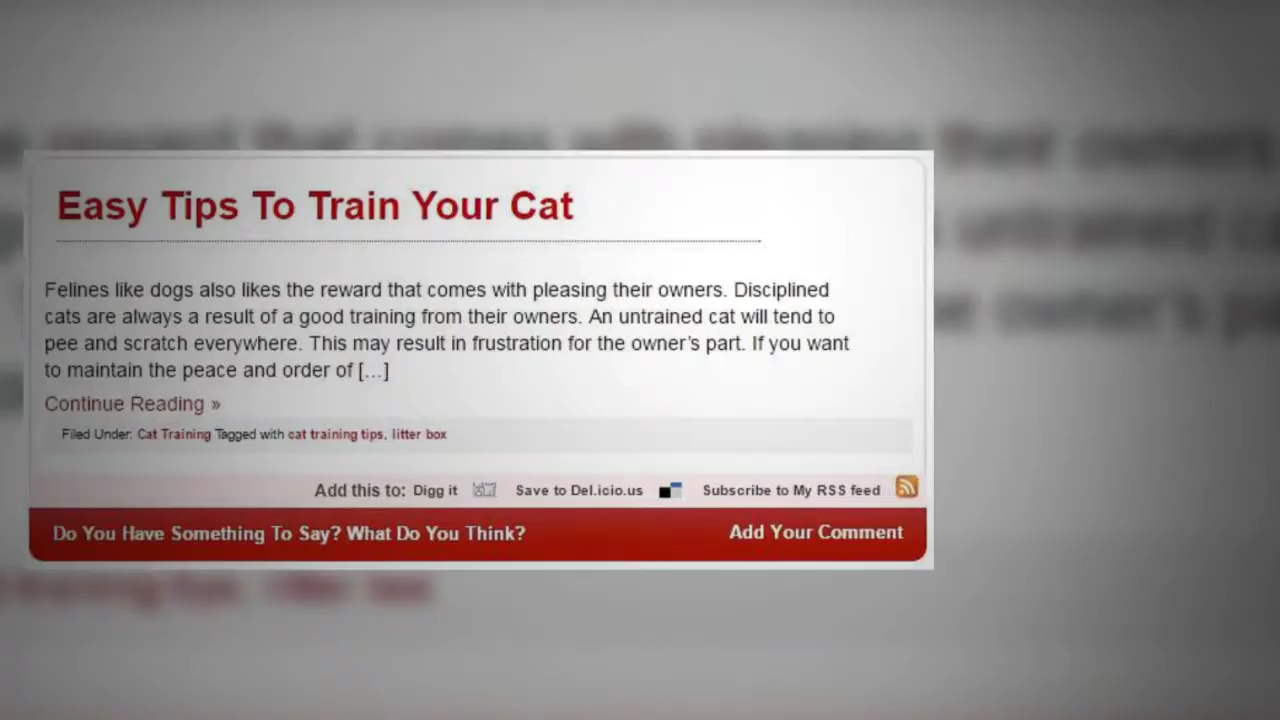 Easy Tips To Train Your Cat
Felines like dogs also likes the reward that comes with pleasing their owners. Disciplined
cats are always a result of a good training from their owners. An untrained cat will tend to
pee and scratch everywhere. This may result in frustration for the owner's part. If you want
to maintain the peace and order of [...]
Continue Reading »
Filed Under: Cat Training Tagged with cat training tips, litter box
Add this to: Digg it Save to Del.icio.us Subscribe to My RSS feed
Do You Have Something To Say? What Do You Think? Add Your Comment